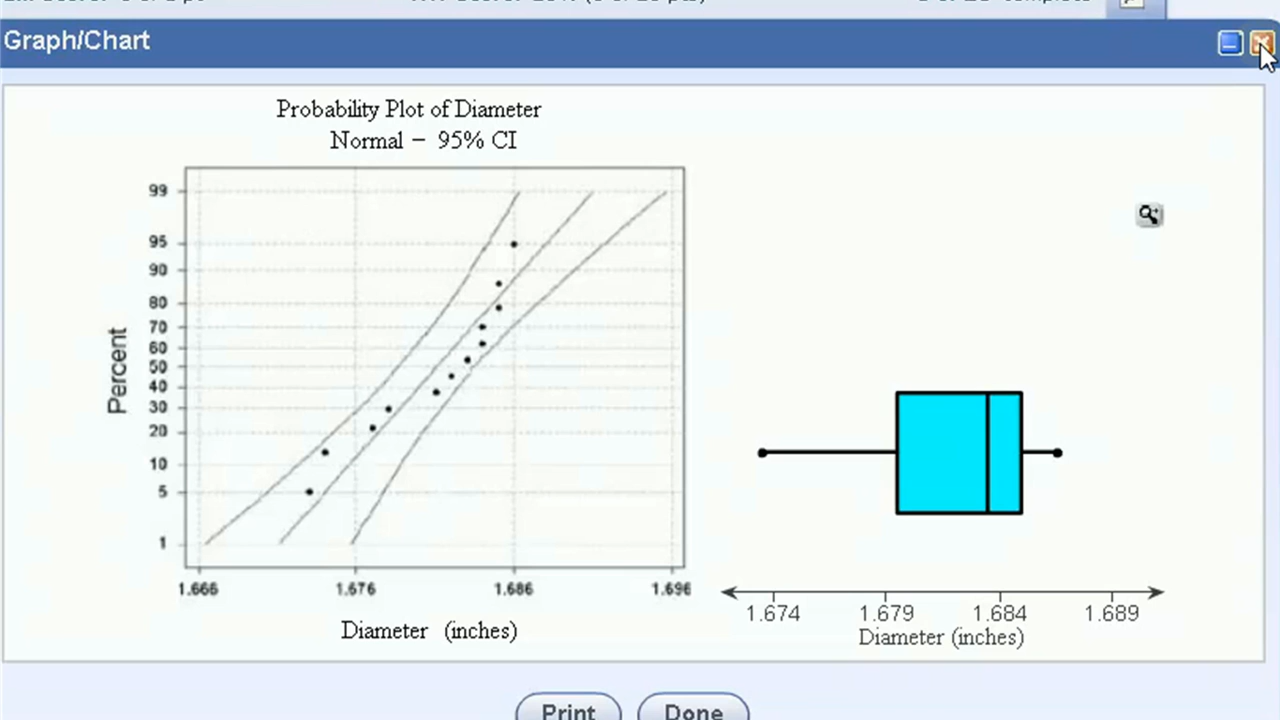 Graph/Chart
Probability Plot of Diameter
Normal - 95% CI
99
95
90
80
70
60
50
40
30
20
10
5
1
Percent
1.666
1.676
1.686
1.696
Diameter (inches)
1.674
1.679
1.684
1.689
Diameter (inches)
Print
Done